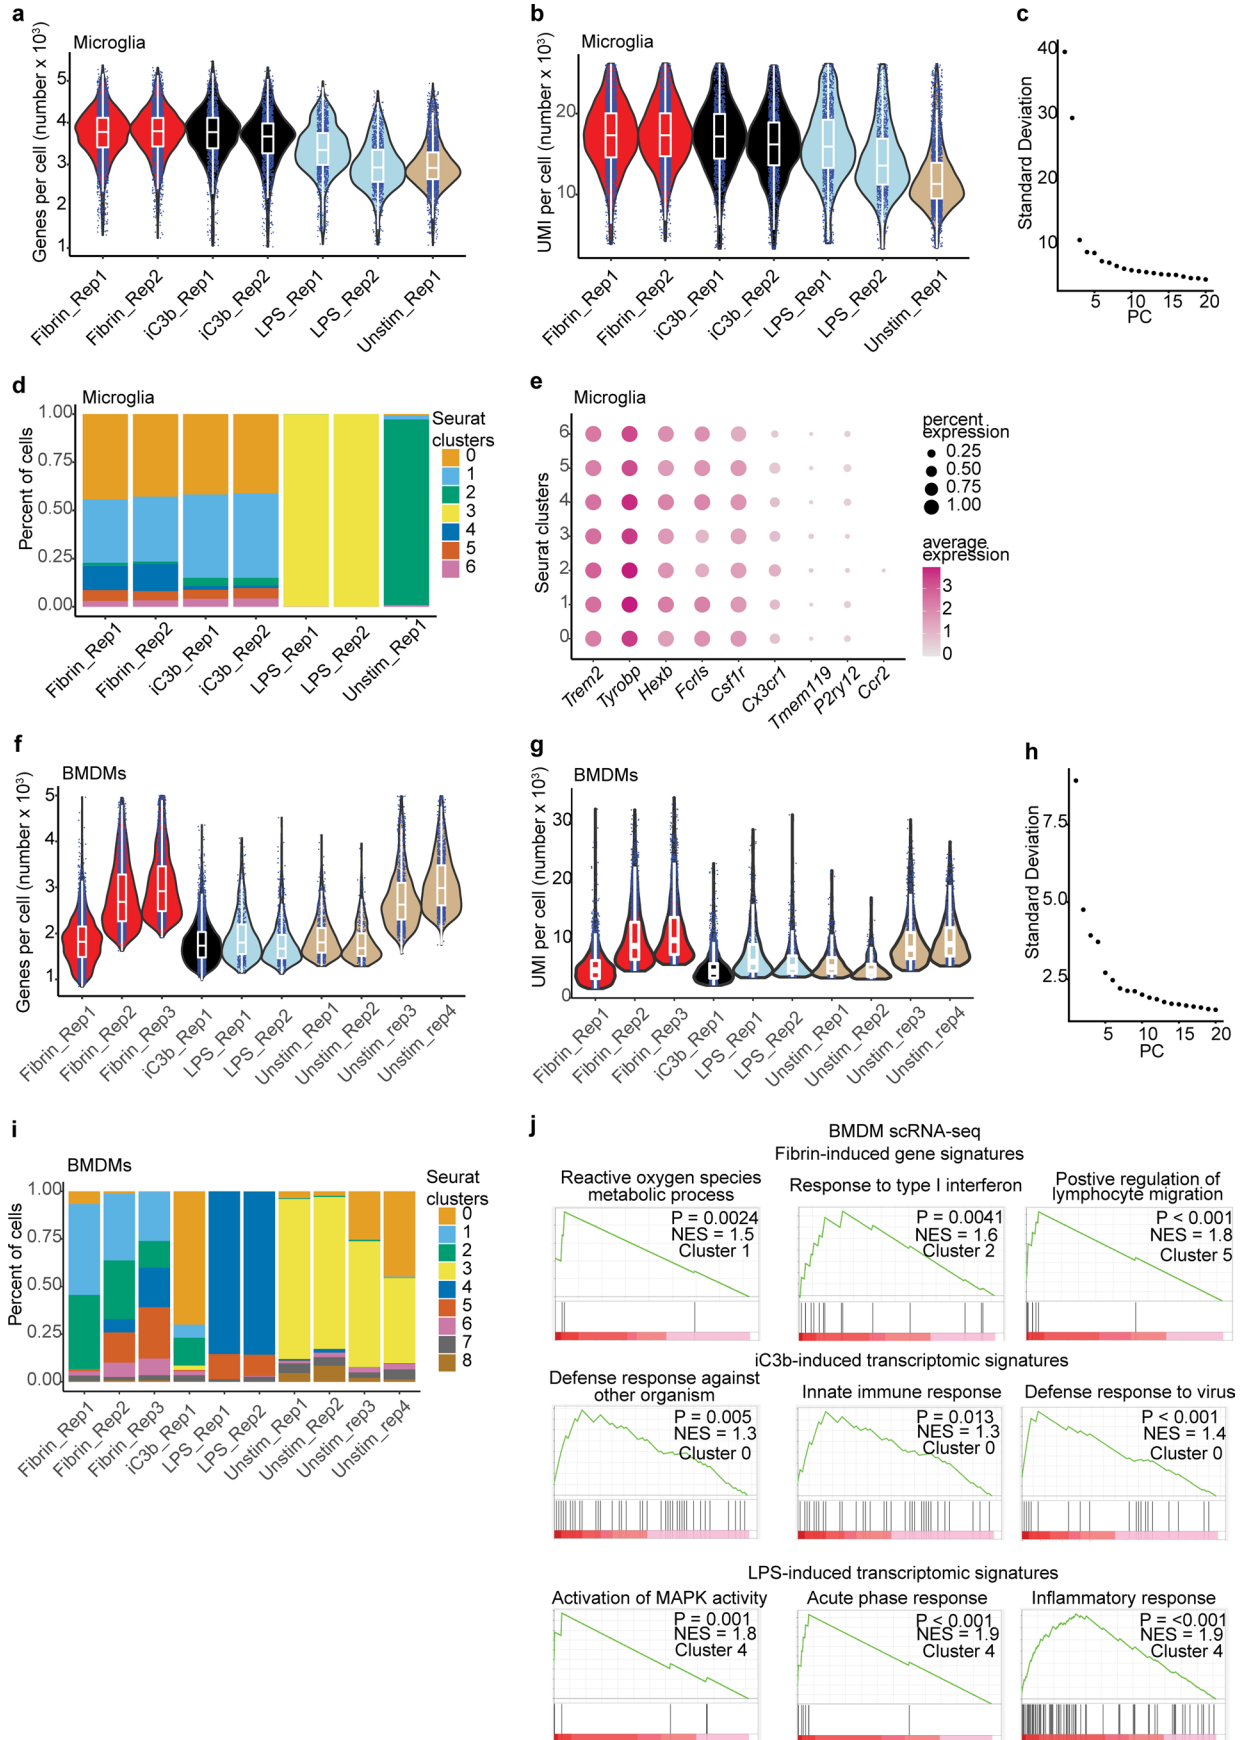 a
Microglia
Genes per cell (number x 10³)
5
4
3
2
1
Fibrin_Rep1
Fibrin_Rep2
iC3b_Rep1
iC3b_Rep2
LPS_Rep1
LPS_Rep2
Unstim_Rep1
b
Microglia
UMI per cell (number x 10³)
20
10
Fibrin_Rep1
Fibrin_Rep2
iC3b_Rep1
iC3b_Rep2
LPS_Rep1
LPS_Rep2
Unstim_Rep1
c
Standard Deviation
40
30
20
10
5
10
15
20
PC
d
Microglia
Percent of cells
1.00
0.75
0.50
0.25
0.00
Fibrin_Rep1
Fibrin_Rep2
iC3b_Rep1
iC3b_Rep2
LPS_Rep1
LPS_Rep2
Unstim_Rep1
Seurat
clusters
0
1
2
3
4
5
6
e
Microglia
Seurat clusters
6
5
4
3
2
1
0
Trem2
Tyrobp
Hexb
Fcrls
Csf1r
Cx3cr1
Tmem119
P2ry12
Ccr2
percent
expression
0.25
0.50
0.75
1.00
average
expression
3
2
1
0
f
BMDMs
Genes per cell (number x 10³)
5
4
3
2
1
Fibrin_Rep1
Fibrin_Rep2
Fibrin_Rep3
iC3b_Rep1
LPS_Rep1
LPS_Rep2
Unstim_Rep1
Unstim_Rep2
Unstim_rep3
Unstim_rep4
g
BMDMs
UMI per cell (number x 10³)
30
20
10
0
Fibrin_Rep1
Fibrin_Rep2
Fibrin_Rep3
iC3b_Rep1
LPS_Rep1
LPS_Rep2
Unstim_Rep1
Unstim_Rep2
Unstim_rep3
Unstim_rep4
h
Standard Deviation
7.5
5.0
2.5
5
10
15
20
PC
i
BMDMs
Percent of cells
1.00
0.75
0.50
0.25
0.00
Fibrin_Rep1
Fibrin_Rep2
Fibrin_Rep3
iC3b_Rep1
LPS_Rep1
LPS_Rep2
Unstim_Rep1
Unstim_Rep2
Unstim_rep3
Unstim_rep4
Seurat
clusters
0
1
2
3
4
5
6
7
8
j
BMDM scRNA-seq
Fibrin-induced gene signatures
Reactive oxygen species
metabolic process
P = 0.0024
NES = 1.5
Cluster 1
Response to type I interferon
P = 0.0041
NES = 1.6
Cluster 2
Postive regulation of
lymphocyte migration
P < 0.001
NES = 1.8
Cluster 5
iC3b-induced transcriptomic signatures
Defense response against
other organism
P = 0.005
NES = 1.3
Cluster 0
Innate immune response
P = 0.013
NES = 1.3
Cluster 0
Defense response to virus
P < 0.001
NES = 1.4
Cluster 0
LPS-induced transcriptomic signatures
Activation of MAPK activity
P = 0.001
NES = 1.8
Cluster 4
Acute phase response
P < 0.001
NES = 1.9
Cluster 4
Inflammatory response
P = <0.001
NES = 1.9
Cluster 4